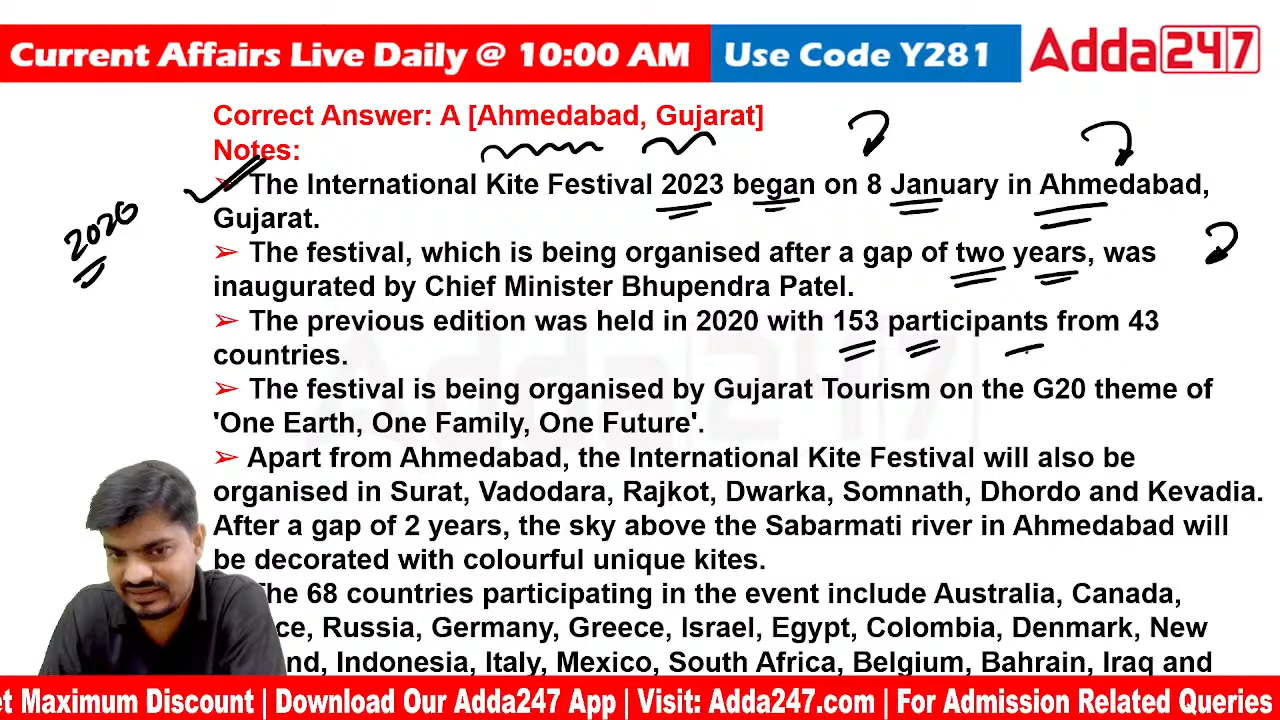 Current Affairs Live Daily @ 10:00 AM
Use Code Y281
Adda247
Correct Answer: A [Ahmedabad, Gujarat]
Notes:
➢ The International Kite Festival 2023 began on 8 January in Ahmedabad,
Gujarat.
➢ The festival, which is being organised after a gap of two years, was
inaugurated by Chief Minister Bhupendra Patel.
➢ The previous edition was held in 2020 with 153 participants from 43
countries.
➢ The festival is being organised by Gujarat Tourism on the G20 theme of
'One Earth, One Family, One Future'.
➢ Apart from Ahmedabad, the International Kite Festival will also be
organised in Surat, Vadodara, Rajkot, Dwarka, Somnath, Dhordo and Kevadia.
After a gap of 2 years, the sky above the Sabarmati river in Ahmedabad will
be decorated with colourful unique kites.
he 68 countries participating in the event include Australia, Canada,
ce, Russia, Germany, Greece, Israel, Egypt, Colombia, Denmark, New
nd, Indonesia, Italy, Mexico, South Africa, Belgium, Bahrain, Iraq and
2020
Adda247
et Maximum Discount | Download Our Adda247 App | Visit: Adda247.com | For Admission Related Queries